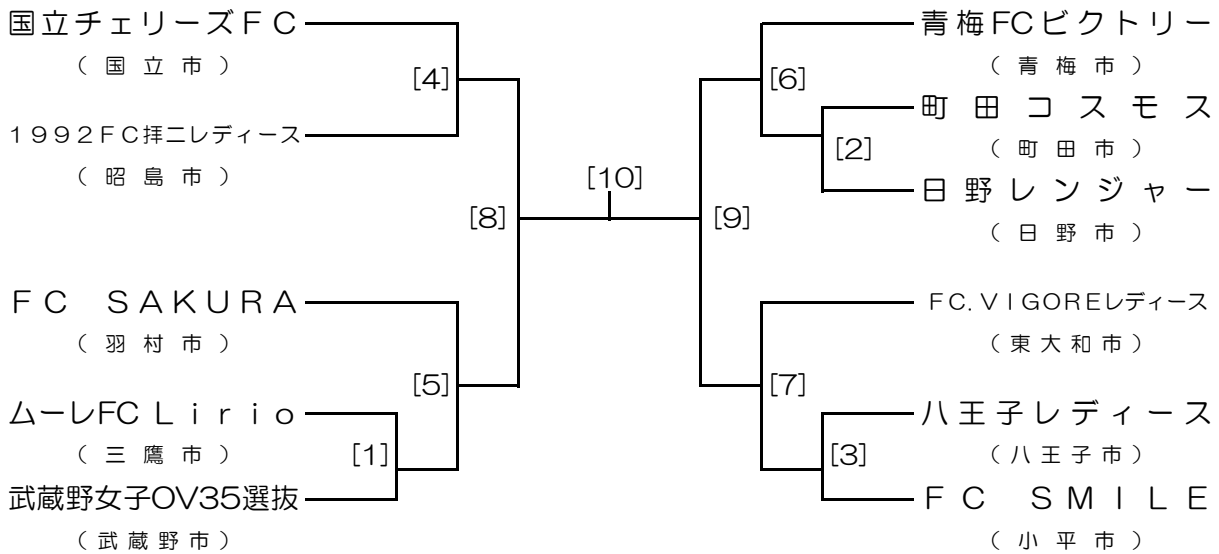 国立チェリーズＦＣ
（国立市）
[4]
１９９２ＦＣ拝二レディース
（昭島市）
[8]
ＦＣ　ＳＡＫＵＲＡ
（羽村市）
[5]
ムーレFCＬｉｒｉｏ
（三鷹市）
[1]
武蔵野女子OV35選抜
（武蔵野市）
[10]
青梅FCビクトリー
（青梅市）
[6]
町田コスモス
（町田市）
[2]
日野レンジャー
（日野市）
[9]
ＦＣ.ＶＩGOREレディース
（東大和市）
[7]
八王子レディース
（八王子市）
[3]
ＦＣ　ＳＭＩＬＥ
（小平市）